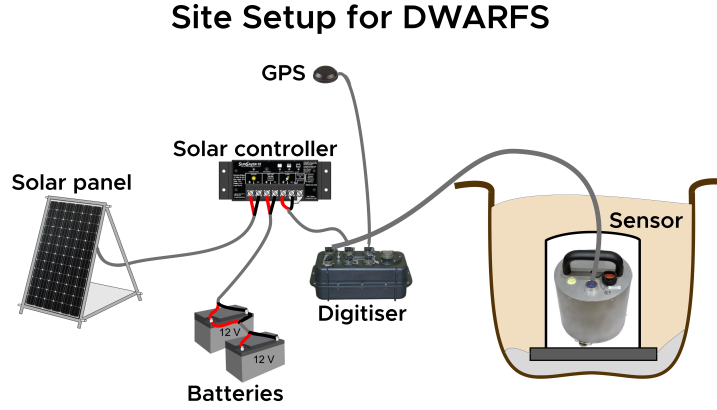 Site Setup for DWARFS
GPS
Solar controller
Solar panel
Sensor
Digitiser
12 V
12 V
Batteries